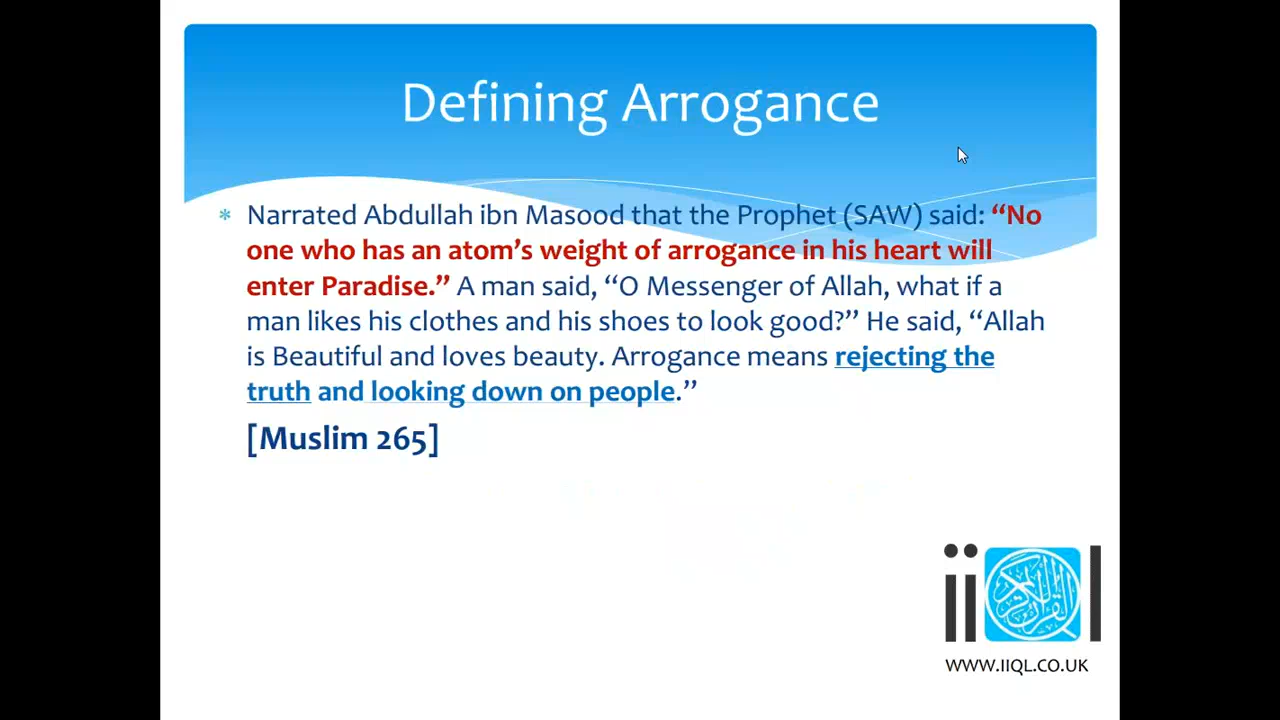 Defining Arrogance
* Narrated Abdullah ibn Masood that the Prophet (SAW) said: “No
one who has an atom’s weight of arrogance in his heart will
enter Paradise.” A man said, “O Messenger of Allah, what if a
man likes his clothes and his shoes to look good?” He said, “Allah
is Beautiful and loves beauty. Arrogance means rejecting the
truth and looking down on people.”
[Muslim 265]
iiQl
القرآن الكريم
WWW.IIQL.CO.UK